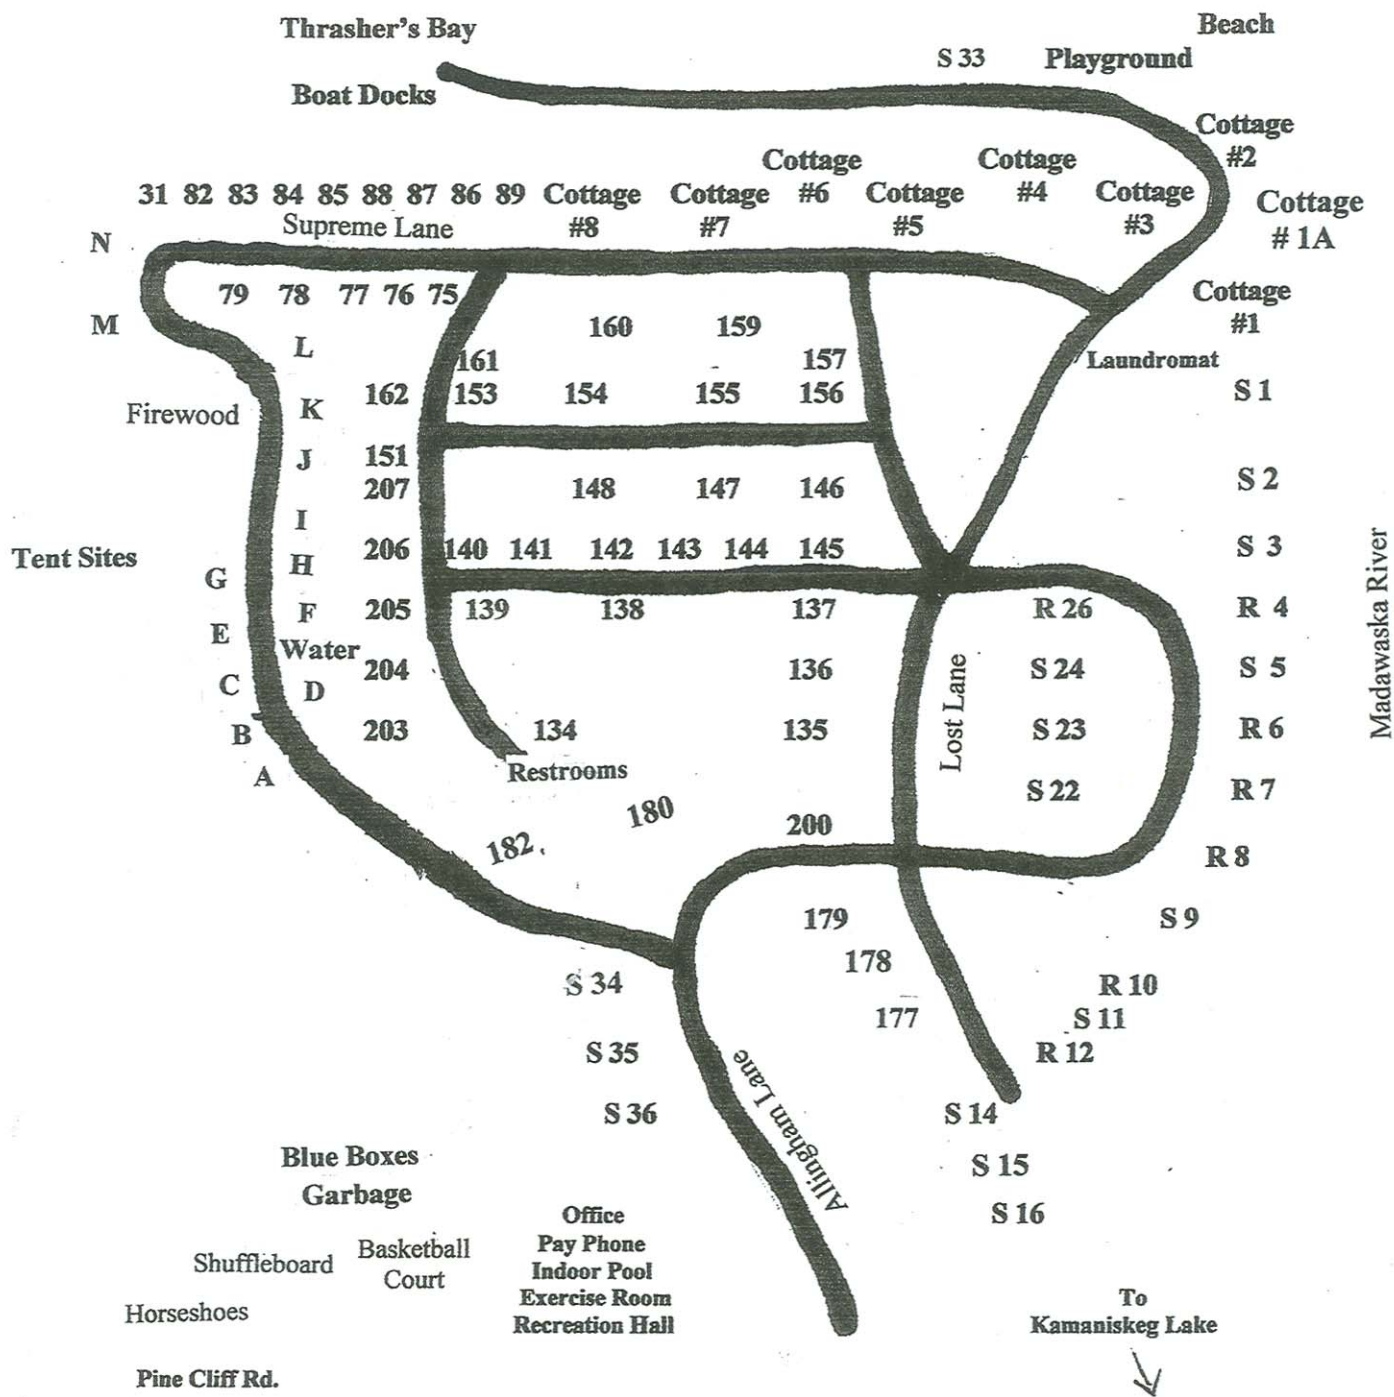 Thrasher's Bay
Beach
S 33
Playground
Boat Docks
Cottage
#2
Cottage
#6
Cottage
#4
31 82 83 84 85 88 87 86 89
Cottage
#8
Cottage
#7
Cottage
#5
Cottage
#3
Cottage
# 1A
Supreme Lane
N
79 78 77 76 75
Cottage
#1
M
160 159
L
161
157
Laundromat
162
153 154 155 156
S 1
Firewood
K
J
151
207
148 147 146
S 2
I
206
140 141 142 143 144 145
S 3
Tent Sites
H
G
F
205
139 138 137
R 26
R 4
E
Water
204
136
S 24
S 5
C
D
Lost Lane
Madawaska River
B
203
134
135
S 23
R 6
A
Restrooms
S 22
R 7
180
182
200
R 8
179
S 9
178
S 34
R 10
177
S 11
S 35
R 12
Allingham Lane
S 36
S 14
Blue Boxes
Garbage
S 15
S 16
Office
Pay Phone
Indoor Pool
Exercise Room
Recreation Hall
Basketball
Court
Shuffleboard
Horseshoes
To
Kamaniskeg Lake
Pine Cliff Rd.